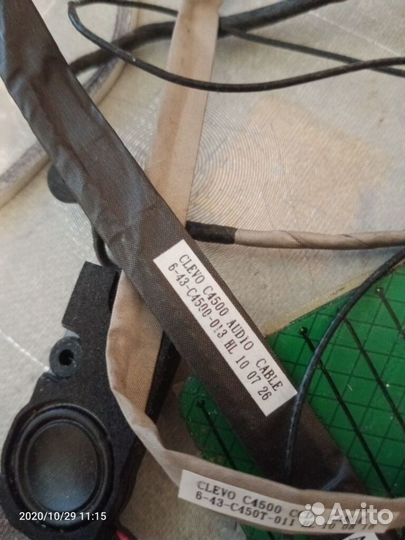 CLEVO C4500 AUDIO CABLE
6-43-C4500-013 HL 10 07 26
CLEVO C4500
6-43-C450T-011
2020/10/29 11:15
Avito